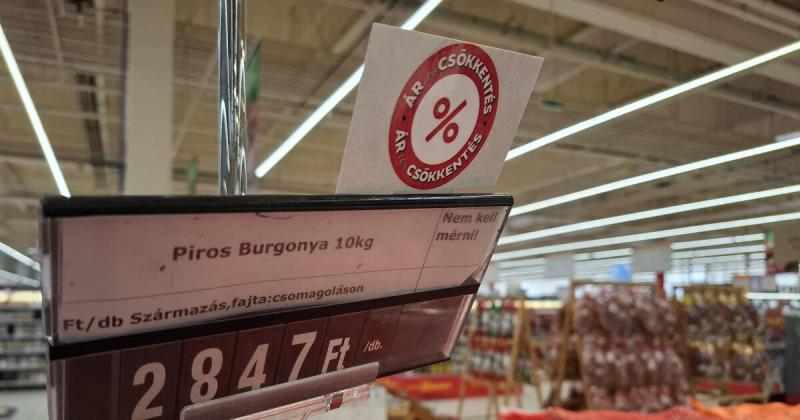 ÁR CSÖKKENTÉS
%
ÁR CSÖKKENTÉS
Piros Burgonya 10kg
Nem kell
mérni!
Ft/db Származás,fajta:csomagoláson
2847 Ft /db.